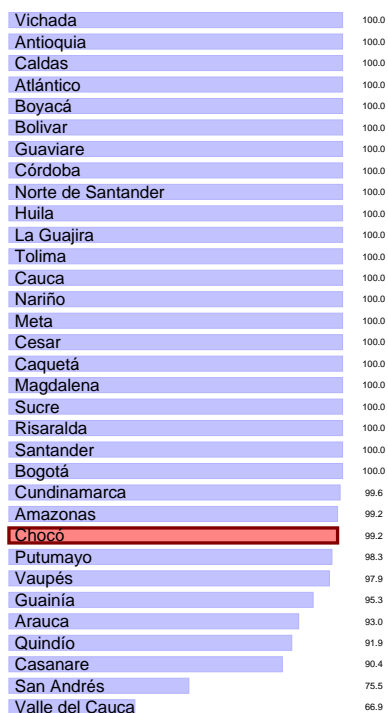 Vichada 100.0
Antioquia 100.0
Caldas 100.0
Atlántico 100.0
Boyacá 100.0
Bolivar 100.0
Guaviare 100.0
Córdoba 100.0
Norte de Santander 100.0
Huila 100.0
La Guajira 100.0
Tolima 100.0
Cauca 100.0
Nariño 100.0
Meta 100.0
Cesar 100.0
Caquetá 100.0
Magdalena 100.0
Sucre 100.0
Risaralda 100.0
Santander 100.0
Bogotá 100.0
Cundinamarca 99.6
Amazonas 99.2
Chocó 99.2
Putumayo 98.3
Vaupés 97.9
Guainía 95.3
Arauca 93.0
Quindío 91.9
Casanare 90.4
San Andrés 75.5
Valle del Cauca 66.9